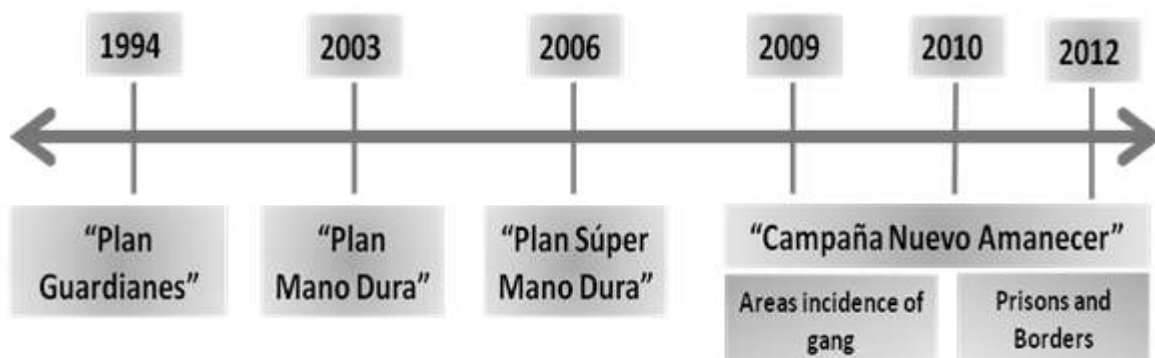 1994
2003
2006
2009
2010
2012
“Plan
Guardianes”
“Plan
Mano Dura”
“Plan Súper
Mano Dura”
“Campaña Nuevo Amanecer”
Areas incidence of
gang
Prisons and
Borders